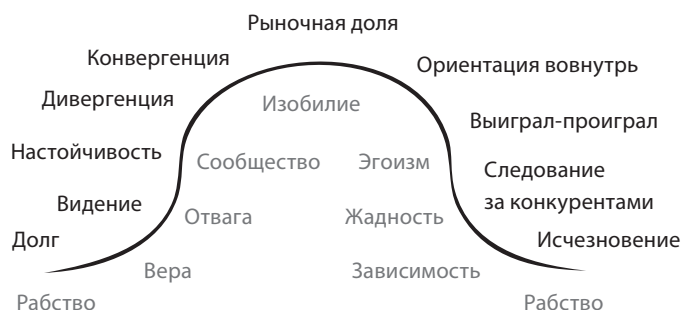 Рыночная доля
Конвергенция
Ориентация вовнутрь
Дивергенция
Изобилие
Выиграл-проиграл
Настойчивость
Сообщество
Эгоизм
Следование
за конкурентами
Видение
Отвага
Жадность
Долг
Исчезновение
Вера
Зависимость
Рабство
Рабство